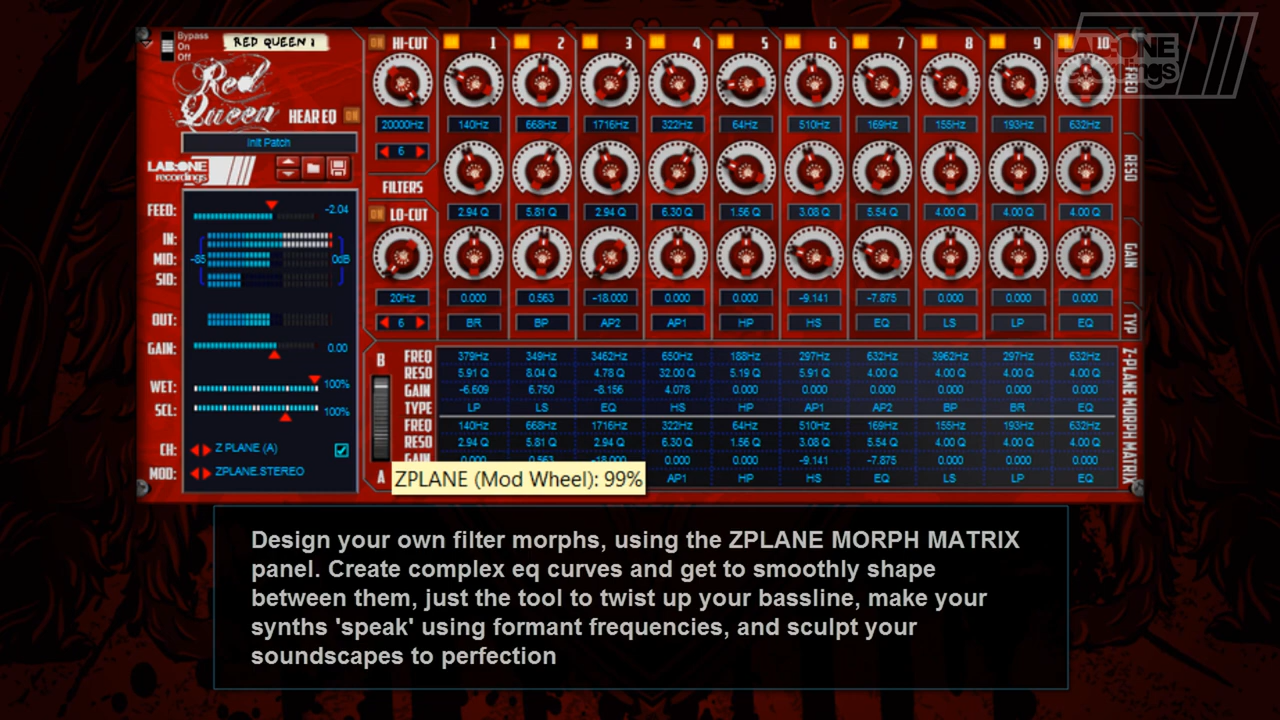 Bypass
On
Off
RED QUEEN 1
Red
Queen
HEAR EQ
ON
Init Patch
LAB:ONE
recordings
FEED: -2.04
IN:
MID: -85 0dB
SID:
OUT:
GAIN: 0.00
WET: 100%
SCL: 100%
CH: Z PLANE (A)
MOD: ZPLANE STEREO
ON HI-CUT
20000Hz
6
FILTERS
ON LO-CUT
20Hz
6
1 2 3 4 5 6 7 8 9 10
FREQ
140Hz 668Hz 1716Hz 322Hz 64Hz 510Hz 169Hz 155Hz 193Hz 632Hz
RESO
2.94 Q 5.81 Q 2.94 Q 6.30 Q 1.56 Q 3.08 Q 5.54 Q 4.00 Q 4.00 Q 4.00 Q
GAIN
0.000 0.563 -18.000 0.000 0.000 -9.141 -7.875 0.000 0.000 0.000
BR BP AP2 AP1 HP HS EQ LS LP EQ
TYP
LAB:ONE
recordings
B
FREQ 379Hz 349Hz 3462Hz 650Hz 188Hz 297Hz 632Hz 3962Hz 297Hz 632Hz
RESO 5.91 Q 8.04 Q 4.78 Q 32.00 Q 5.19 Q 5.91 Q 4.00 Q 4.00 Q 4.00 Q 4.00 Q
GAIN -6.609 6.750 -8.156 4.078 0.000 0.000 0.000 0.000 0.000 0.000
TYPE LP LS EQ HS HP AP1 AP2 BP BR EQ
FREQ 140Hz 668Hz 1716Hz 322Hz 64Hz 510Hz 169Hz 155Hz 193Hz 632Hz
RESO 2.94 Q 5.81 Q 2.94 Q 6.30 Q 1.56 Q 3.08 Q 5.54 Q 4.00 Q 4.00 Q 4.00 Q
GAIN 0.000 0.563 -18.000 0.000 0.000 -9.141 -7.875 0.000 0.000 0.000
A
AP1 HP HS EQ LS LP EQ
Z-PLANE MORPH MATRIX
ZPLANE (Mod Wheel): 99%
Design your own filter morphs, using the ZPLANE MORPH MATRIX
panel. Create complex eq curves and get to smoothly shape
between them, just the tool to twist up your bassline, make your
synths 'speak' using formant frequencies, and sculpt your
soundscapes to perfection